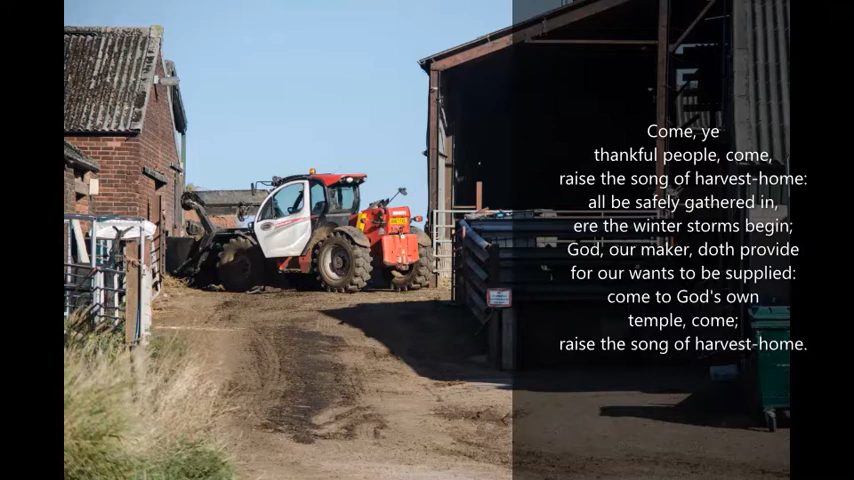 Come, ye
thankful people, come,
raise the song of harvest-home:
all be safely gathered in,
ere the winter storms begin;
God, our maker, doth provide
for our wants to be supplied:
come to God's own
temple, come;
raise the song of harvest-home.